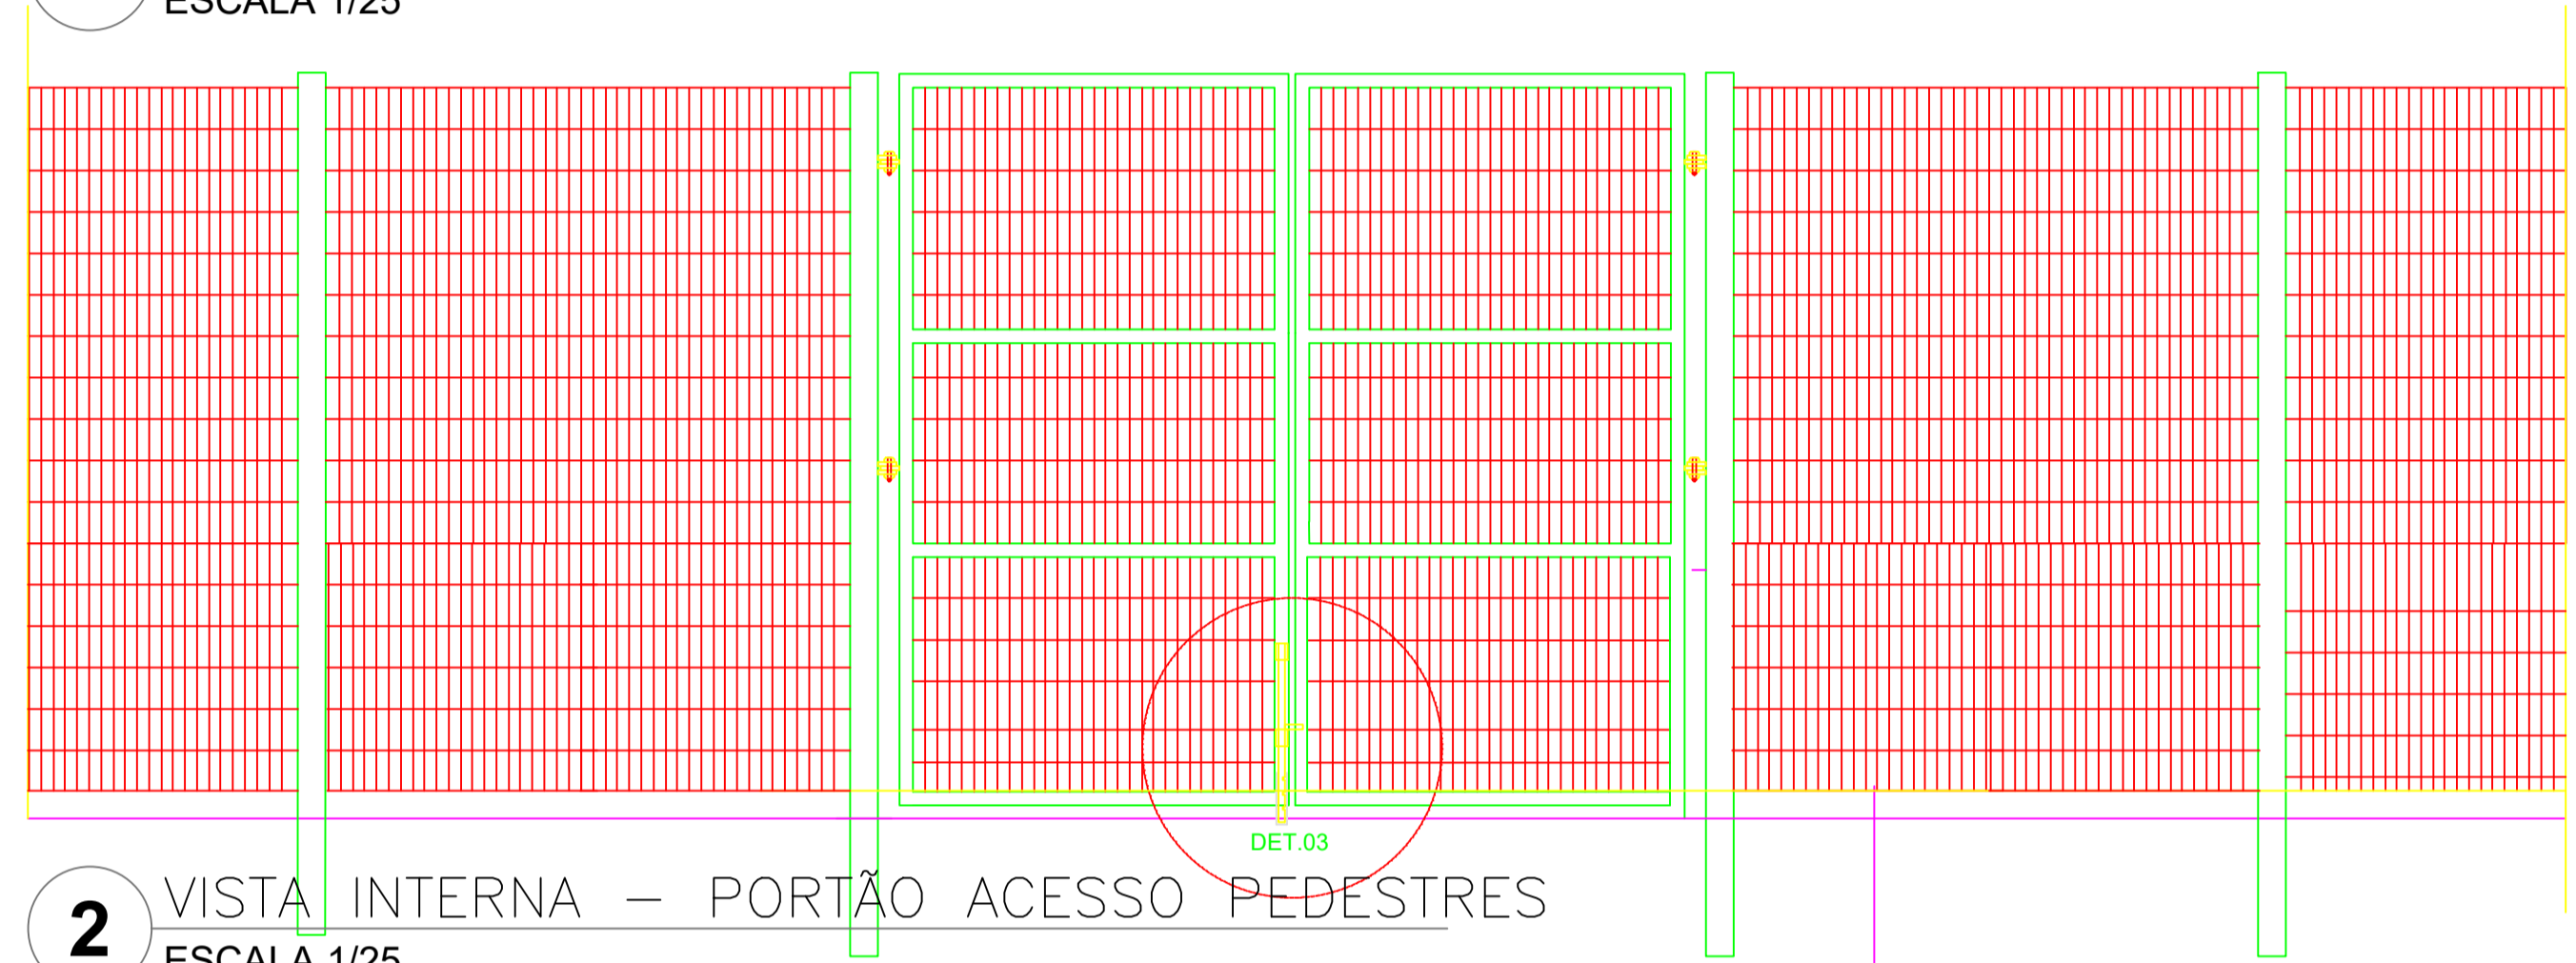 ESCALA 1/25
DET.03
2 VISTA INTERNA – PORTÃO ACESSO PEDESTRES
ESCALA 1/25